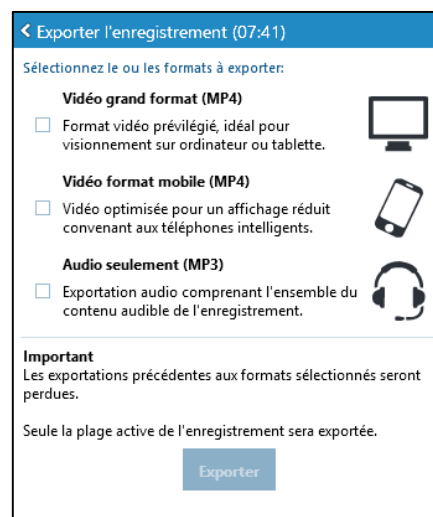 Exporter l'enregistrement (07:41)
Sélectionnez le ou les formats à exporter:
Vidéo grand format (MP4)
Format vidéo prévilégié, idéal pour
visionnement sur ordinateur ou tablette.
Vidéo format mobile (MP4)
Vidéo optimisée pour un affichage réduit
convenant aux téléphones intelligents.
Audio seulement (MP3)
Exportation audio comprenant l'ensemble du
contenu audible de l'enregistrement.
Important
Les exportations précédentes aux formats sélectionnés seront
perdues.
Seule la plage active de l'enregistrement sera exportée.
Exporter